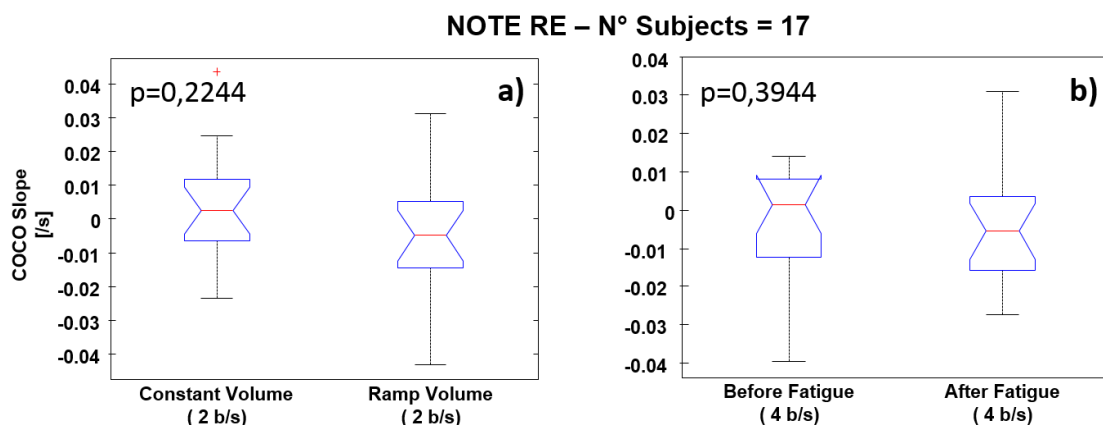 NOTE RE – N° Subjects = 17
COCO Slope
[/s]
0.04
0.03
0.02
0.01
0
-0.01
-0.02
-0.03
-0.04
p=0,2244
a)
Constant Volume
( 2 b/s)
Ramp Volume
( 2 b/s)
0.04
0.03
0.02
0.01
0
-0.01
-0.02
-0.03
-0.04
p=0,3944
b)
Before Fatigue
( 4 b/s)
After Fatigue
( 4 b/s)